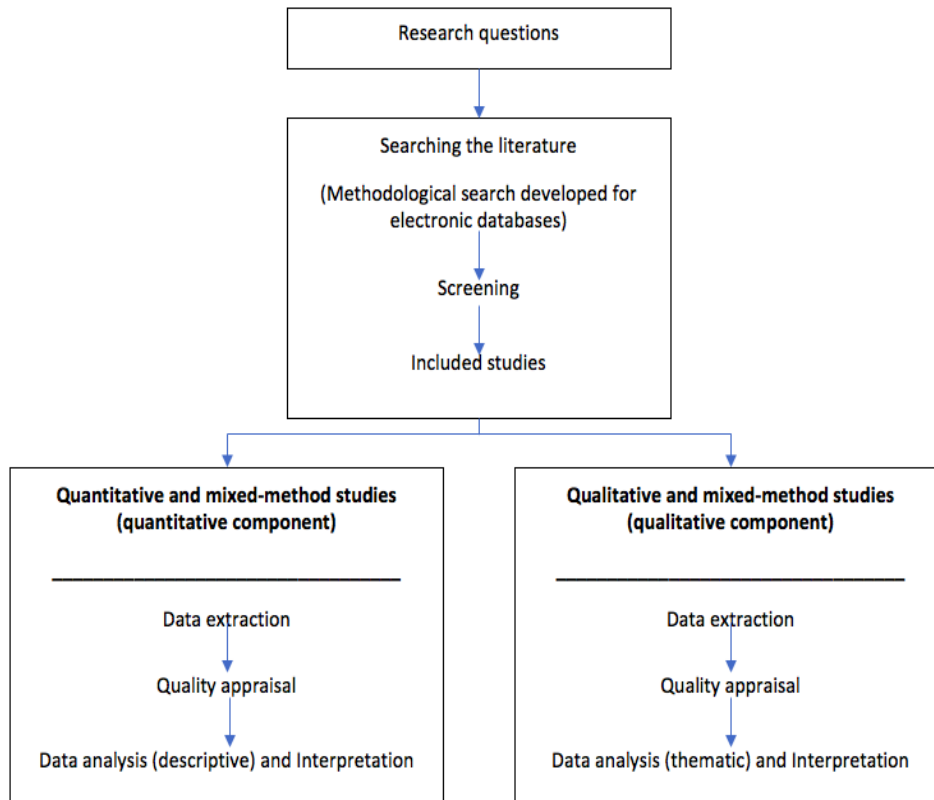 Research questions
Searching the literature
(Methodological search developed for
electronic databases)
Screening
Included studies
Quantitative and mixed-method studies
(quantitative component)
Data extraction
Quality appraisal
Data analysis (descriptive) and Interpretation
Qualitative and mixed-method studies
(qualitative component)
Data extraction
Quality appraisal
Data analysis (thematic) and Interpretation